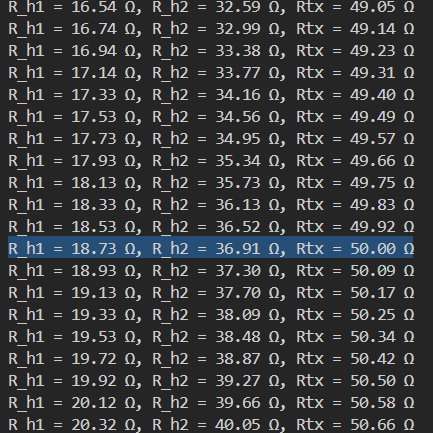 R_h1 = 16.54 Ω, R_h2 = 32.59 Ω, Rtx = 49.05 Ω
R_h1 = 16.74 Ω, R_h2 = 32.99 Ω, Rtx = 49.14 Ω
R_h1 = 16.94 Ω, R_h2 = 33.38 Ω, Rtx = 49.23 Ω
R_h1 = 17.14 Ω, R_h2 = 33.77 Ω, Rtx = 49.31 Ω
R_h1 = 17.33 Ω, R_h2 = 34.16 Ω, Rtx = 49.40 Ω
R_h1 = 17.53 Ω, R_h2 = 34.56 Ω, Rtx = 49.49 Ω
R_h1 = 17.73 Ω, R_h2 = 34.95 Ω, Rtx = 49.57 Ω
R_h1 = 17.93 Ω, R_h2 = 35.34 Ω, Rtx = 49.66 Ω
R_h1 = 18.13 Ω, R_h2 = 35.73 Ω, Rtx = 49.75 Ω
R_h1 = 18.33 Ω, R_h2 = 36.13 Ω, Rtx = 49.83 Ω
R_h1 = 18.53 Ω, R_h2 = 36.52 Ω, Rtx = 49.92 Ω
R_h1 = 18.73 Ω, R_h2 = 36.91 Ω, Rtx = 50.00 Ω
R_h1 = 18.93 Ω, R_h2 = 37.30 Ω, Rtx = 50.09 Ω
R_h1 = 19.13 Ω, R_h2 = 37.70 Ω, Rtx = 50.17 Ω
R_h1 = 19.33 Ω, R_h2 = 38.09 Ω, Rtx = 50.25 Ω
R_h1 = 19.53 Ω, R_h2 = 38.48 Ω, Rtx = 50.34 Ω
R_h1 = 19.72 Ω, R_h2 = 38.87 Ω, Rtx = 50.42 Ω
R_h1 = 19.92 Ω, R_h2 = 39.27 Ω, Rtx = 50.50 Ω
R_h1 = 20.12 Ω, R_h2 = 39.66 Ω, Rtx = 50.58 Ω
R_h1 = 20.32 Ω, R_h2 = 40.05 Ω, Rtx = 50.66 Ω